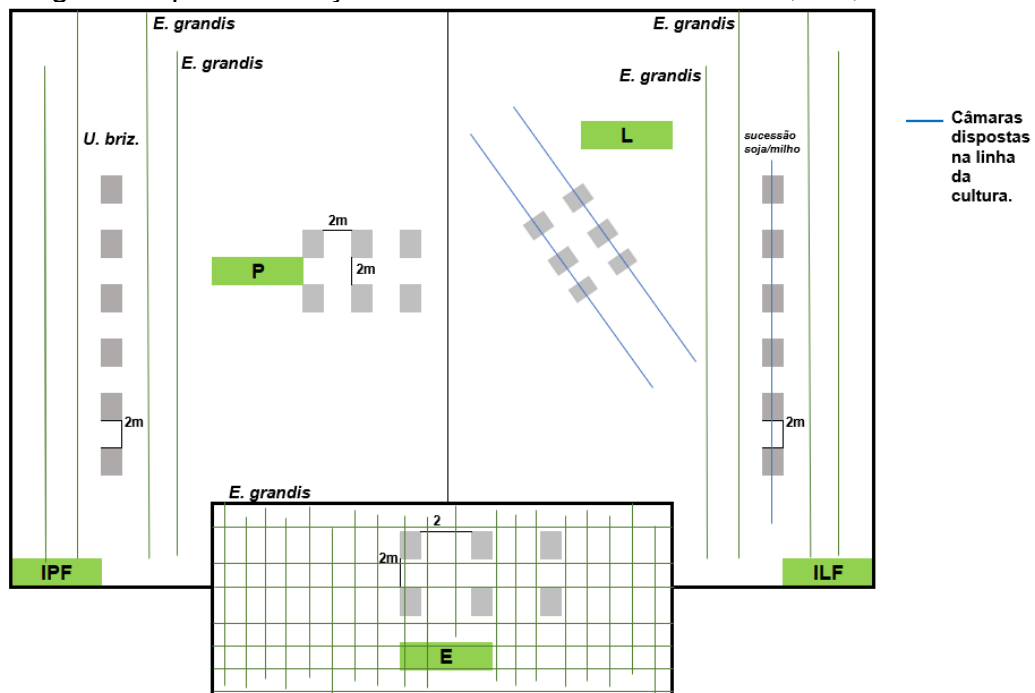 E. grandis
E. grandis
E. grandis
E. grandis
U. briz.
L
sucessão
soja/milho
Câmaras
dispostas
na linha
da
cultura.
2m
P
2m
2m
2m
E. grandis
2
2m
IPF
ILF
E